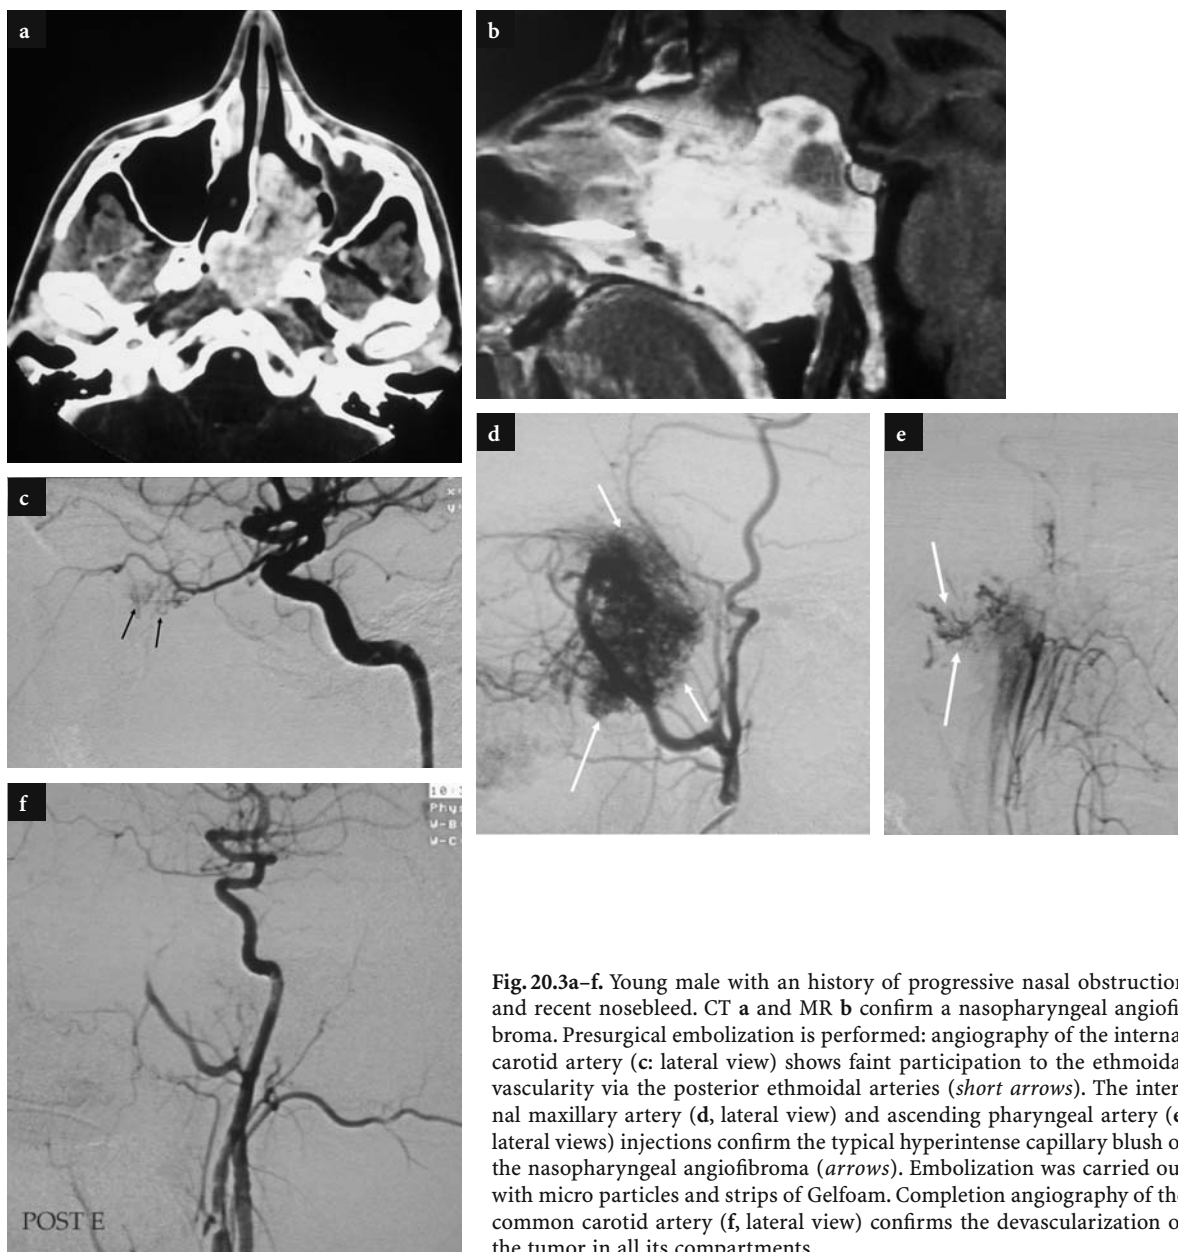 a
b
c
x
y
d
e
f
10:
Phy
W-B
W-C
POST E
Fig. 20.3a–f. Young male with an history of progressive nasal obstruction
and recent nosebleed. CT a and MR b confirm a nasopharyngeal angiofi
broma. Presurgical embolization is performed: angiography of the interna
carotid artery (c: lateral view) shows faint participation to the ethmoida
vascularity via the posterior ethmoidal arteries (short arrows). The inter
nal maxillary artery (d, lateral view) and ascending pharyngeal artery (e
lateral views) injections confirm the typical hyperintense capillary blush o
the nasopharyngeal angiofibroma (arrows). Embolization was carried ou
with micro particles and strips of Gelfoam. Completion angiography of the
common carotid artery (f, lateral view) confirms the devascularization o
the tumor in all its compartments